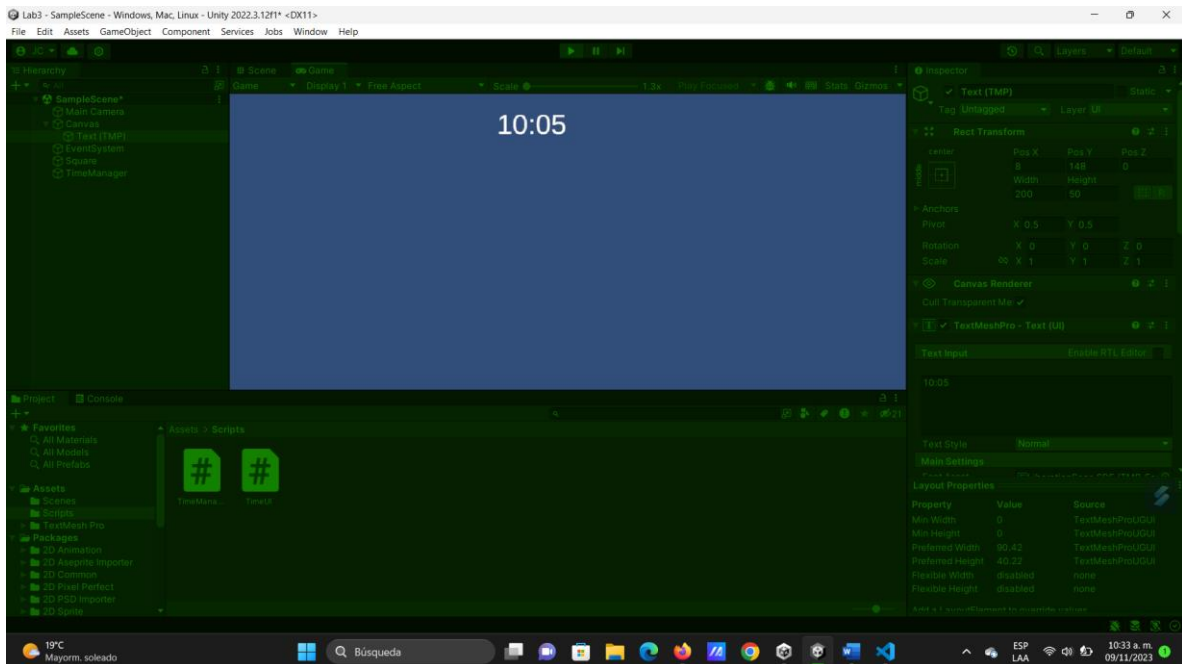 Lab3 - SampleScene - Windows, Mac, Linux - Unity 2022.3.12f1* <DX11>
File Edit Assets GameObject Component Services Jobs Window Help
JC Layers Default
Hierarchy
All
SampleScene*
Main Camera
Canvas
Text (TMP)
EventSystem
Square
TimeManager
Scene Game
Game Display 1 Free Aspect Scale 1.3x Play Focused Stats Gizmos
10:05
Inspector
Text (TMP) Static
Tag Untagged Layer UI
Rect Transform
center Pos X Pos Y Pos Z
middle 8 148 0
Width Height
200 50 R
Anchors
Pivot X 0.5 Y 0.5
Rotation X 0 Y 0 Z 0
Scale X 1 Y 1 Z 1
Canvas Renderer
Cull Transparent Me
TextMeshPro - Text (UI)
Text Input Enable RTL Editor
10:05
Text Style Normal
Main Settings
Layout Properties
Property Value Source
Min Width 0 TextMeshProUGUI
Min Height 0 TextMeshProUGUI
Preferred Width 90.42 TextMeshProUGUI
Preferred Height 40.22 TextMeshProUGUI
Flexible Width disabled none
Flexible Height disabled none
Add a LayoutElement to override values
Project Console
21
Favorites
All Materials
All Models
All Prefabs
Assets
Scenes
Scripts
TextMesh Pro
Packages
2D Animation
2D Aseprite Importer
2D Common
2D Pixel Perfect
2D PSD Importer
2D Sprite
Assets > Scripts
TimeMana... TimeUI
19°C
Mayorm. soleado
Búsqueda
ESP
LAA
10:33 a. m.
09/11/2023
1